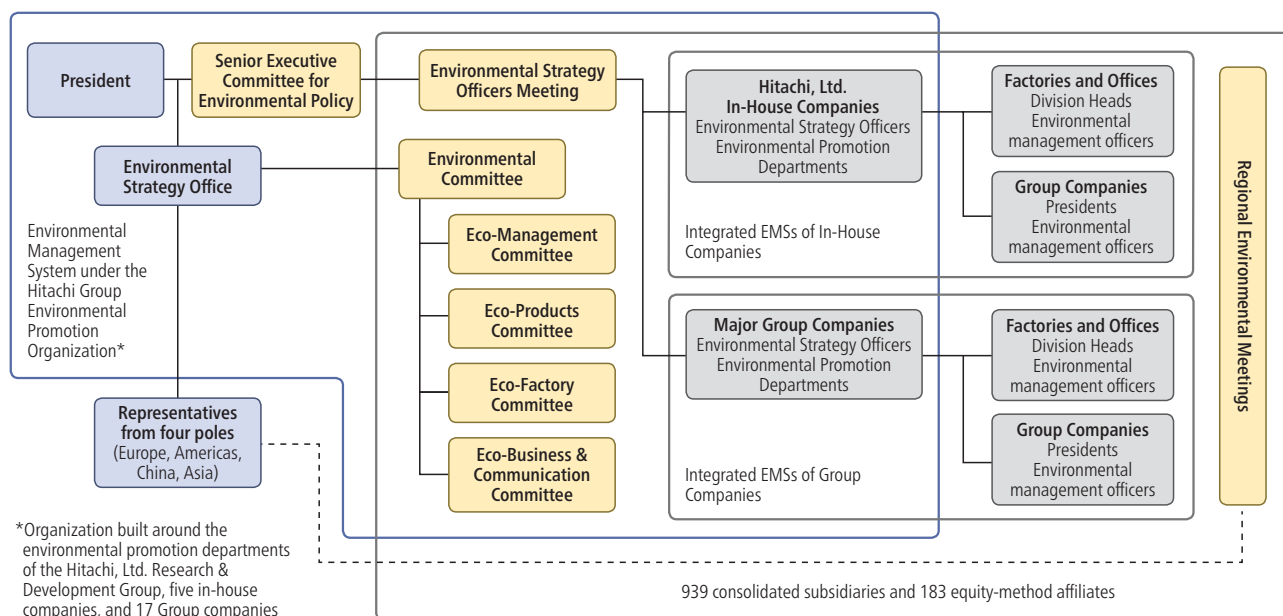 President
Senior Executive
Committee for
Environmental Policy
Environmental Strategy
Officers Meeting
Hitachi, Ltd.
In-House Companies
Environmental Strategy Officers
Environmental Promotion
Departments
Factories and Offices
Division Heads
Environmental
management officers
Group Companies
Presidents
Environmental
management officers
Integrated EMSs of In-House
Companies
Regional Environmental Meetings
Environmental
Strategy Office
Environmental
Committee
Environmental
Management
System under the
Hitachi Group
Environmental
Promotion
Organization*
Eco-Management
Committee
Eco-Products
Committee
Eco-Factory
Committee
Eco-Business &
Communication
Committee
Major Group Companies
Environmental Strategy Officers
Environmental Promotion
Departments
Factories and Offices
Division Heads
Environmental
management officers
Group Companies
Presidents
Environmental
management officers
Integrated EMSs of Group
Companies
Representatives
from four poles
(Europe, Americas,
China, Asia)
*Organization built around the
environmental promotion departments
of the Hitachi, Ltd. Research &
Development Group, five in-house
companies, and 17 Group companies
939 consolidated subsidiaries and 183 equity-method affiliates